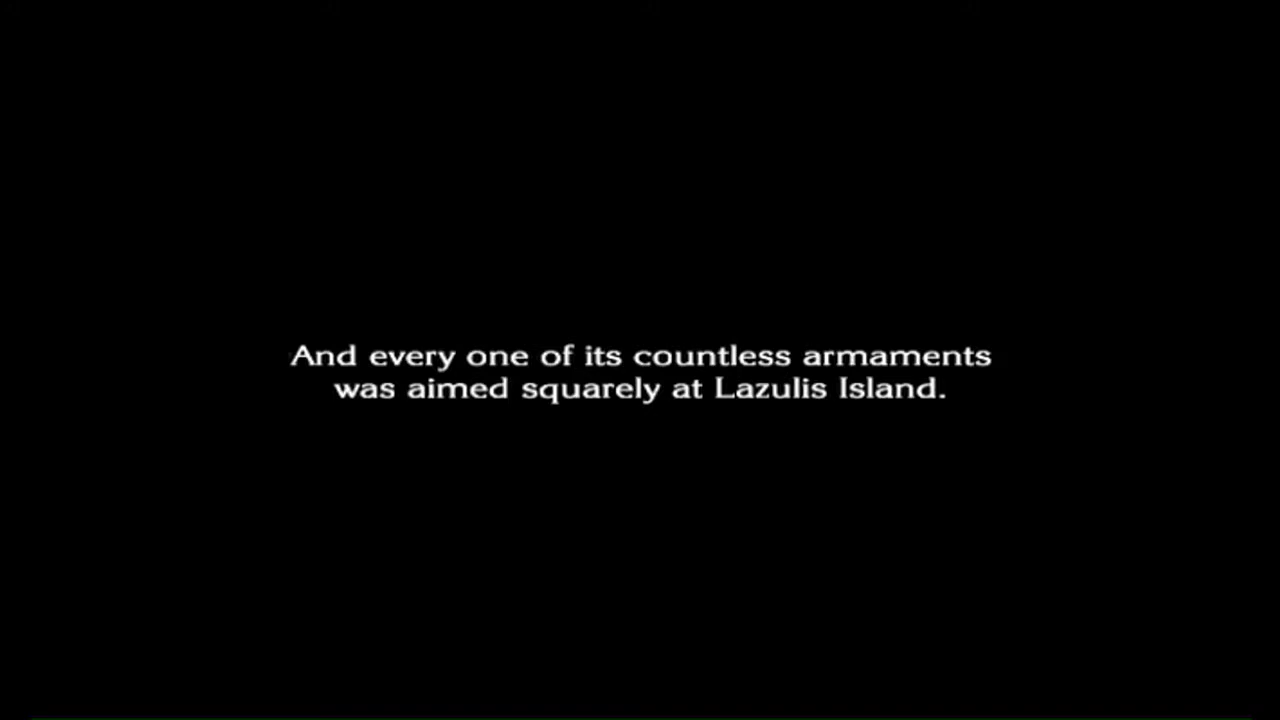 And every one of its countless armaments
was aimed squarely at Lazulis Island.